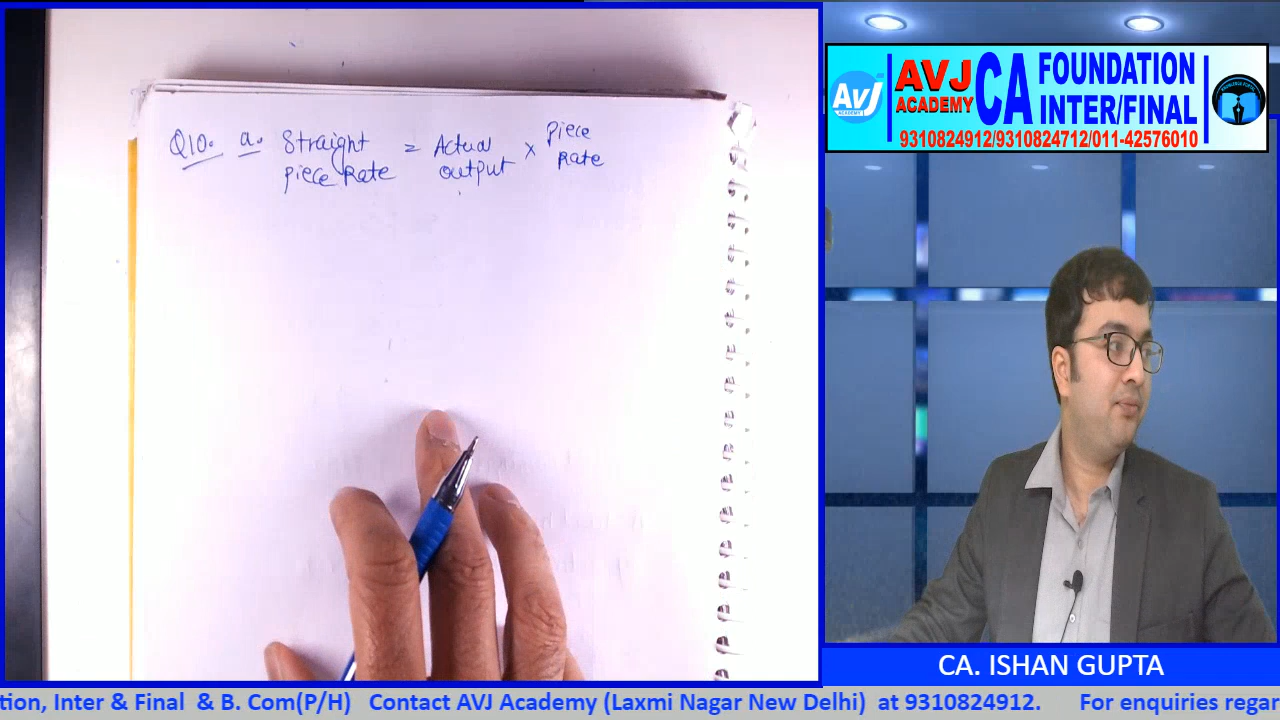 Q10. a. Straight piece Rate = Actual output × Piece Rate
AVJ ACADEMY
AVJ
ACADEMY
CA FOUNDATION
INTER/FINAL
9310824912/9310824712/011-42576010
CA. ISHAN GUPTA
tion, Inter & Final & B. Com(P/H) Contact AVJ Academy (Laxmi Nagar New Delhi) at 9310824912. For enquiries regar